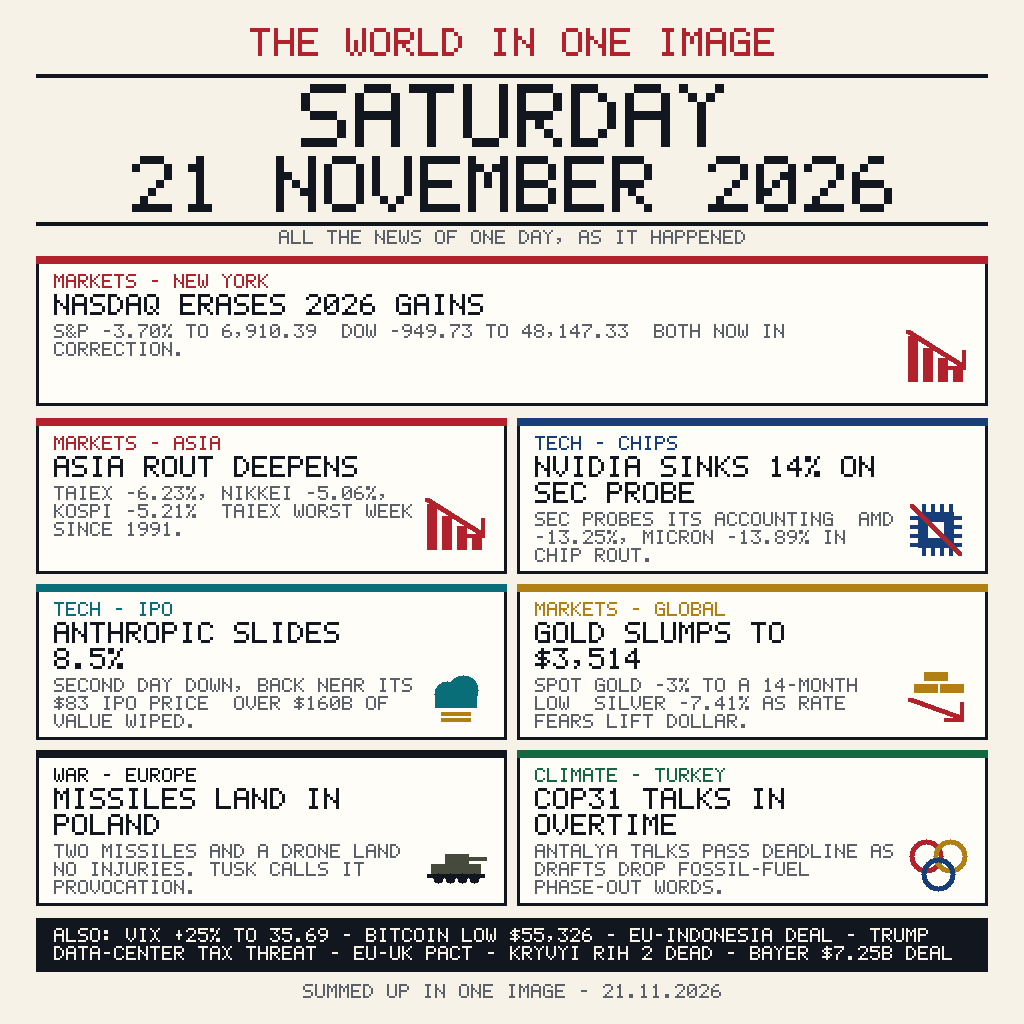 THE WORLD IN ONE IMAGE
SATURDAY
21 NOVEMBER 2026
ALL THE NEWS OF ONE DAY, AS IT HAPPENED
MARKETS - NEW YORK
NASDAQ ERASES 2026 GAINS
S&P -3.70% TO 6,910.39  DOW -949.73 TO 48,147.33  BOTH NOW IN
CORRECTION.
MARKETS - ASIA
ASIA ROUT DEEPENS
TAIEX -6.23%, NIKKEI -5.06%,
KOSPI -5.21%  TAIEX WORST WEEK
SINCE 1991.
TECH - CHIPS
NVIDIA SINKS 14% ON
SEC PROBE
SEC PROBES ITS ACCOUNTING  AMD
-13.25%, MICRON -13.89% IN
CHIP ROUT.
TECH - IPO
ANTHROPIC SLIDES
8.5%
SECOND DAY DOWN, BACK NEAR ITS
$83 IPO PRICE  OVER $160B OF
VALUE WIPED.
MARKETS - GLOBAL
GOLD SLUMPS TO
$3,514
SPOT GOLD -3% TO A 14-MONTH
LOW  SILVER -7.41% AS RATE
FEARS LIFT DOLLAR.
WAR - EUROPE
MISSILES LAND IN
POLAND
TWO MISSILES AND A DRONE LAND
NO INJURIES. TUSK CALLS IT
PROVOCATION.
CLIMATE - TURKEY
COP31 TALKS IN
OVERTIME
ANTALYA TALKS PASS DEADLINE AS
DRAFTS DROP FOSSIL-FUEL
PHASE-OUT WORDS.
ALSO: VIX +25% TO 35.69 - BITCOIN LOW $55,326 - EU-INDONESIA DEAL - TRUMP
DATA-CENTER TAX THREAT - EU-UK PACT - KRYVYI RIH 2 DEAD - BAYER $7.25B DEAL
SUMMED UP IN ONE IMAGE - 21.11.2026